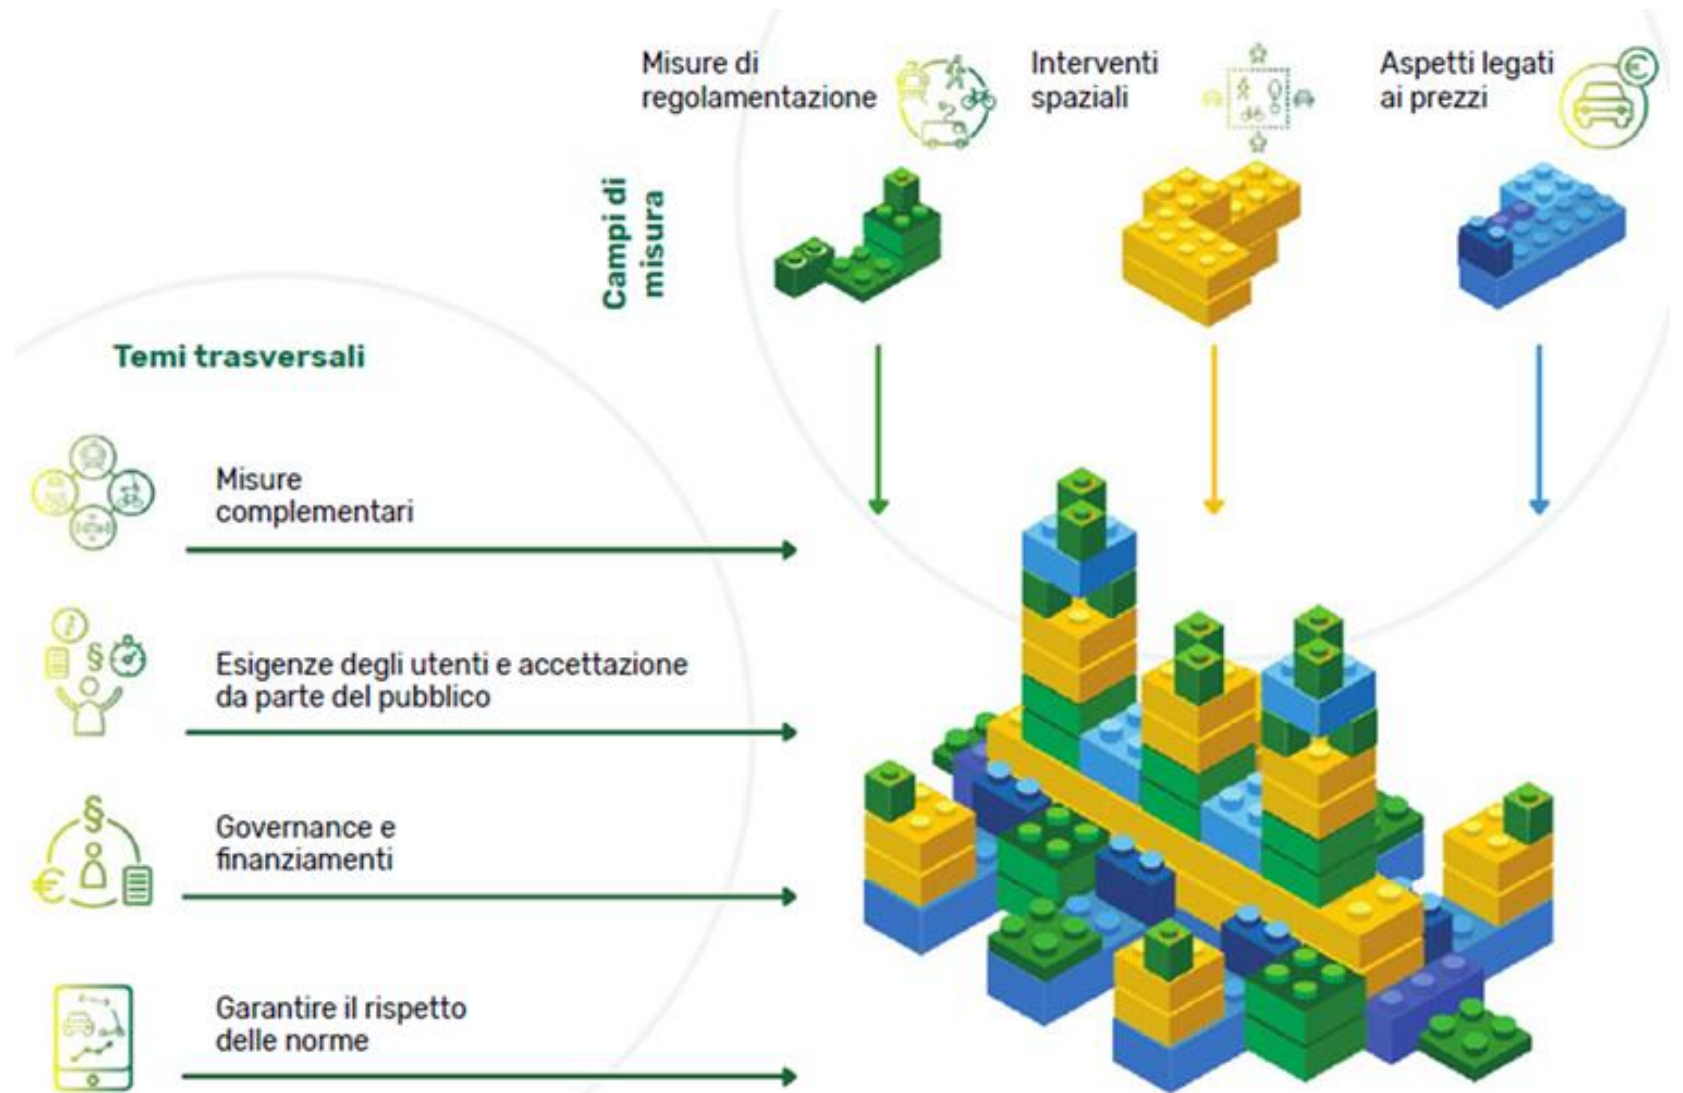 Misure di
regolamentazione
Interventi
spaziali
Aspetti legati
ai prezzi
€
Campi di
misura
Temi trasversali
Misure
complementari
i
§
Esigenze degli utenti e accettazione
da parte del pubblico
§
€
Governance e
finanziamenti
Garantire il rispetto
delle norme